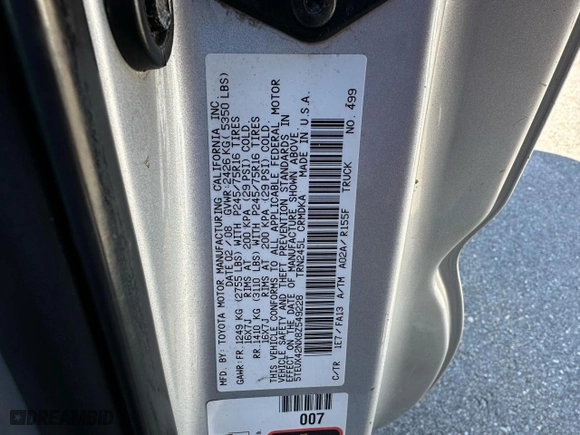 MFD. BY: TOYOTA MOTOR MANUFACTURING CALIFORNIA INC.
DATE 02 / 08 GVWR: 2426 KG ( 5350 LBS)
GAWR: FR. 1249 KG (2755 LBS) WITH P245/75R16 TIRES
16X7J RIMS AT 200 KPA (29 PSI) COLD.
RR. 1410 KG (3110 LBS) WITH P245/75R16 TIRES
16X7J RIMS AT 200 KPA (29 PSI) COLD.
THIS VEHICLE CONFORMS TO ALL APPLICABLE FEDERAL MOTOR
VEHICLE SAFETY AND THEFT PREVENTION STANDARDS IN
EFFECT ON THE DATE OF MANUFACTURE SHOWN ABOVE.
5TEUX42NX8Z549228 TRUCK
TRN245L CRMDKA MADE IN U.S.A.
C/TR 1E7 / FA13 A/TM A02A / R155F NO. 499
007
DREAMBID